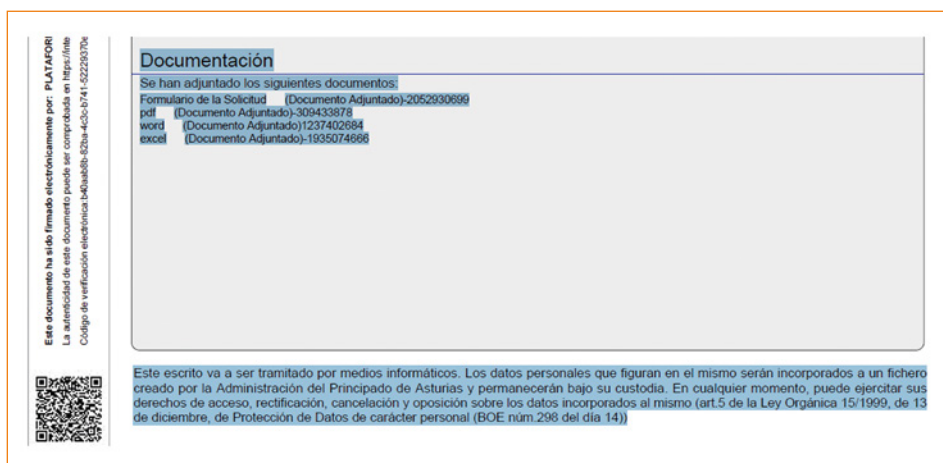 Este documento ha sido firmado electrónicamente por: PLATAFORI
La autenticidad de este documento puede ser comprobada en https://inte
Código de verificación electrónica:b40aab8b-82ba-4c3c-b741-52229370e
Documentación
Se han adjuntado los siguientes documentos:
Formulario de la Solicitud (Documento Adjuntado)-2052930699
pdf (Documento Adjuntado)-309433878
word (Documento Adjuntado)1237402684
excel (Documento Adjuntado)-1935074666
Este escrito va a ser tramitado por medios informáticos. Los datos personales que figuran en el mismo serán incorporados a un fichero
creado por la Administración del Principado de Asturias y permanecerán bajo su custodia. En cualquier momento, puede ejercitar sus
derechos de acceso, rectificación, cancelación y oposición sobre los datos incorporados al mismo (art.5 de la Ley Orgánica 15/1999, de 13
de diciembre, de Protección de Datos de carácter personal (BOE núm.298 del día 14))